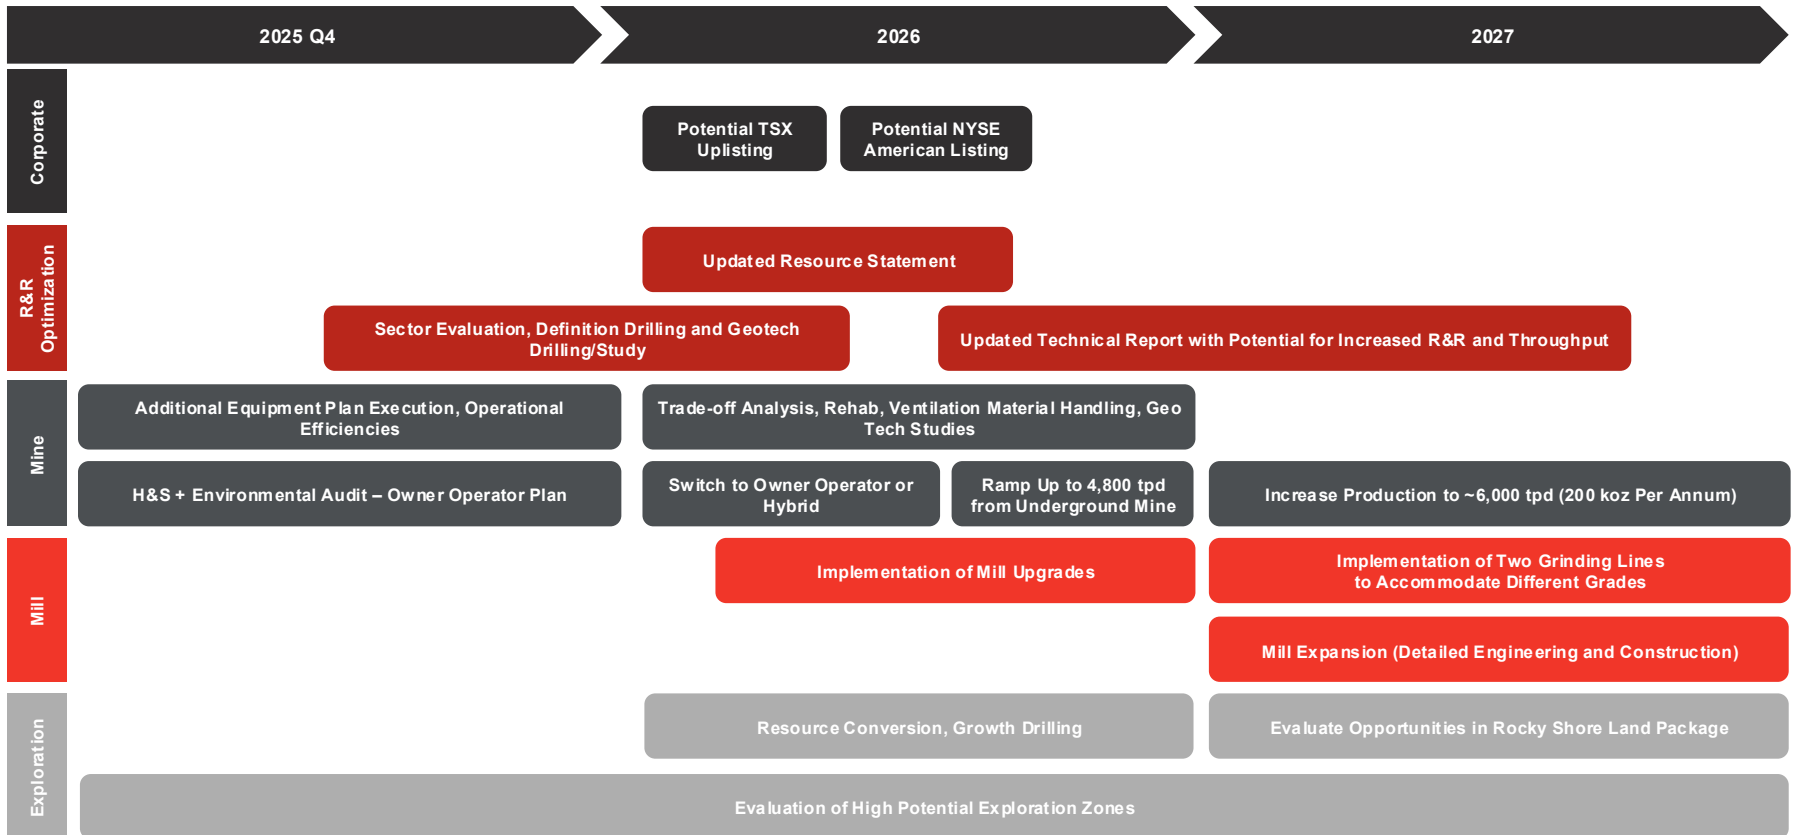 2025 Q4
2026
2027
Corporate
Potential TSX
Uplisting
Potential NYSE
American Listing
R&R
Optimization
Updated Resource Statement
Sector Evaluation, Definition Drilling and Geotech
Drilling/Study
Updated Technical Report with Potential for Increased R&R and Throughput
Mine
Additional Equipment Plan Execution, Operational
Efficiencies
Trade-off Analysis, Rehab, Ventilation Material Handling, Geo
Tech Studies
H&S + Environmental Audit – Owner Operator Plan
Switch to Owner Operator or
Hybrid
Ramp Up to 4,800 tpd
from Underground Mine
Increase Production to ~6,000 tpd (200 koz Per Annum)
Mill
Implementation of Mill Upgrades
Implementation of Two Grinding Lines
to Accommodate Different Grades
Mill Expansion (Detailed Engineering and Construction)
Exploration
Resource Conversion, Growth Drilling
Evaluate Opportunities in Rocky Shore Land Package
Evaluation of High Potential Exploration Zones